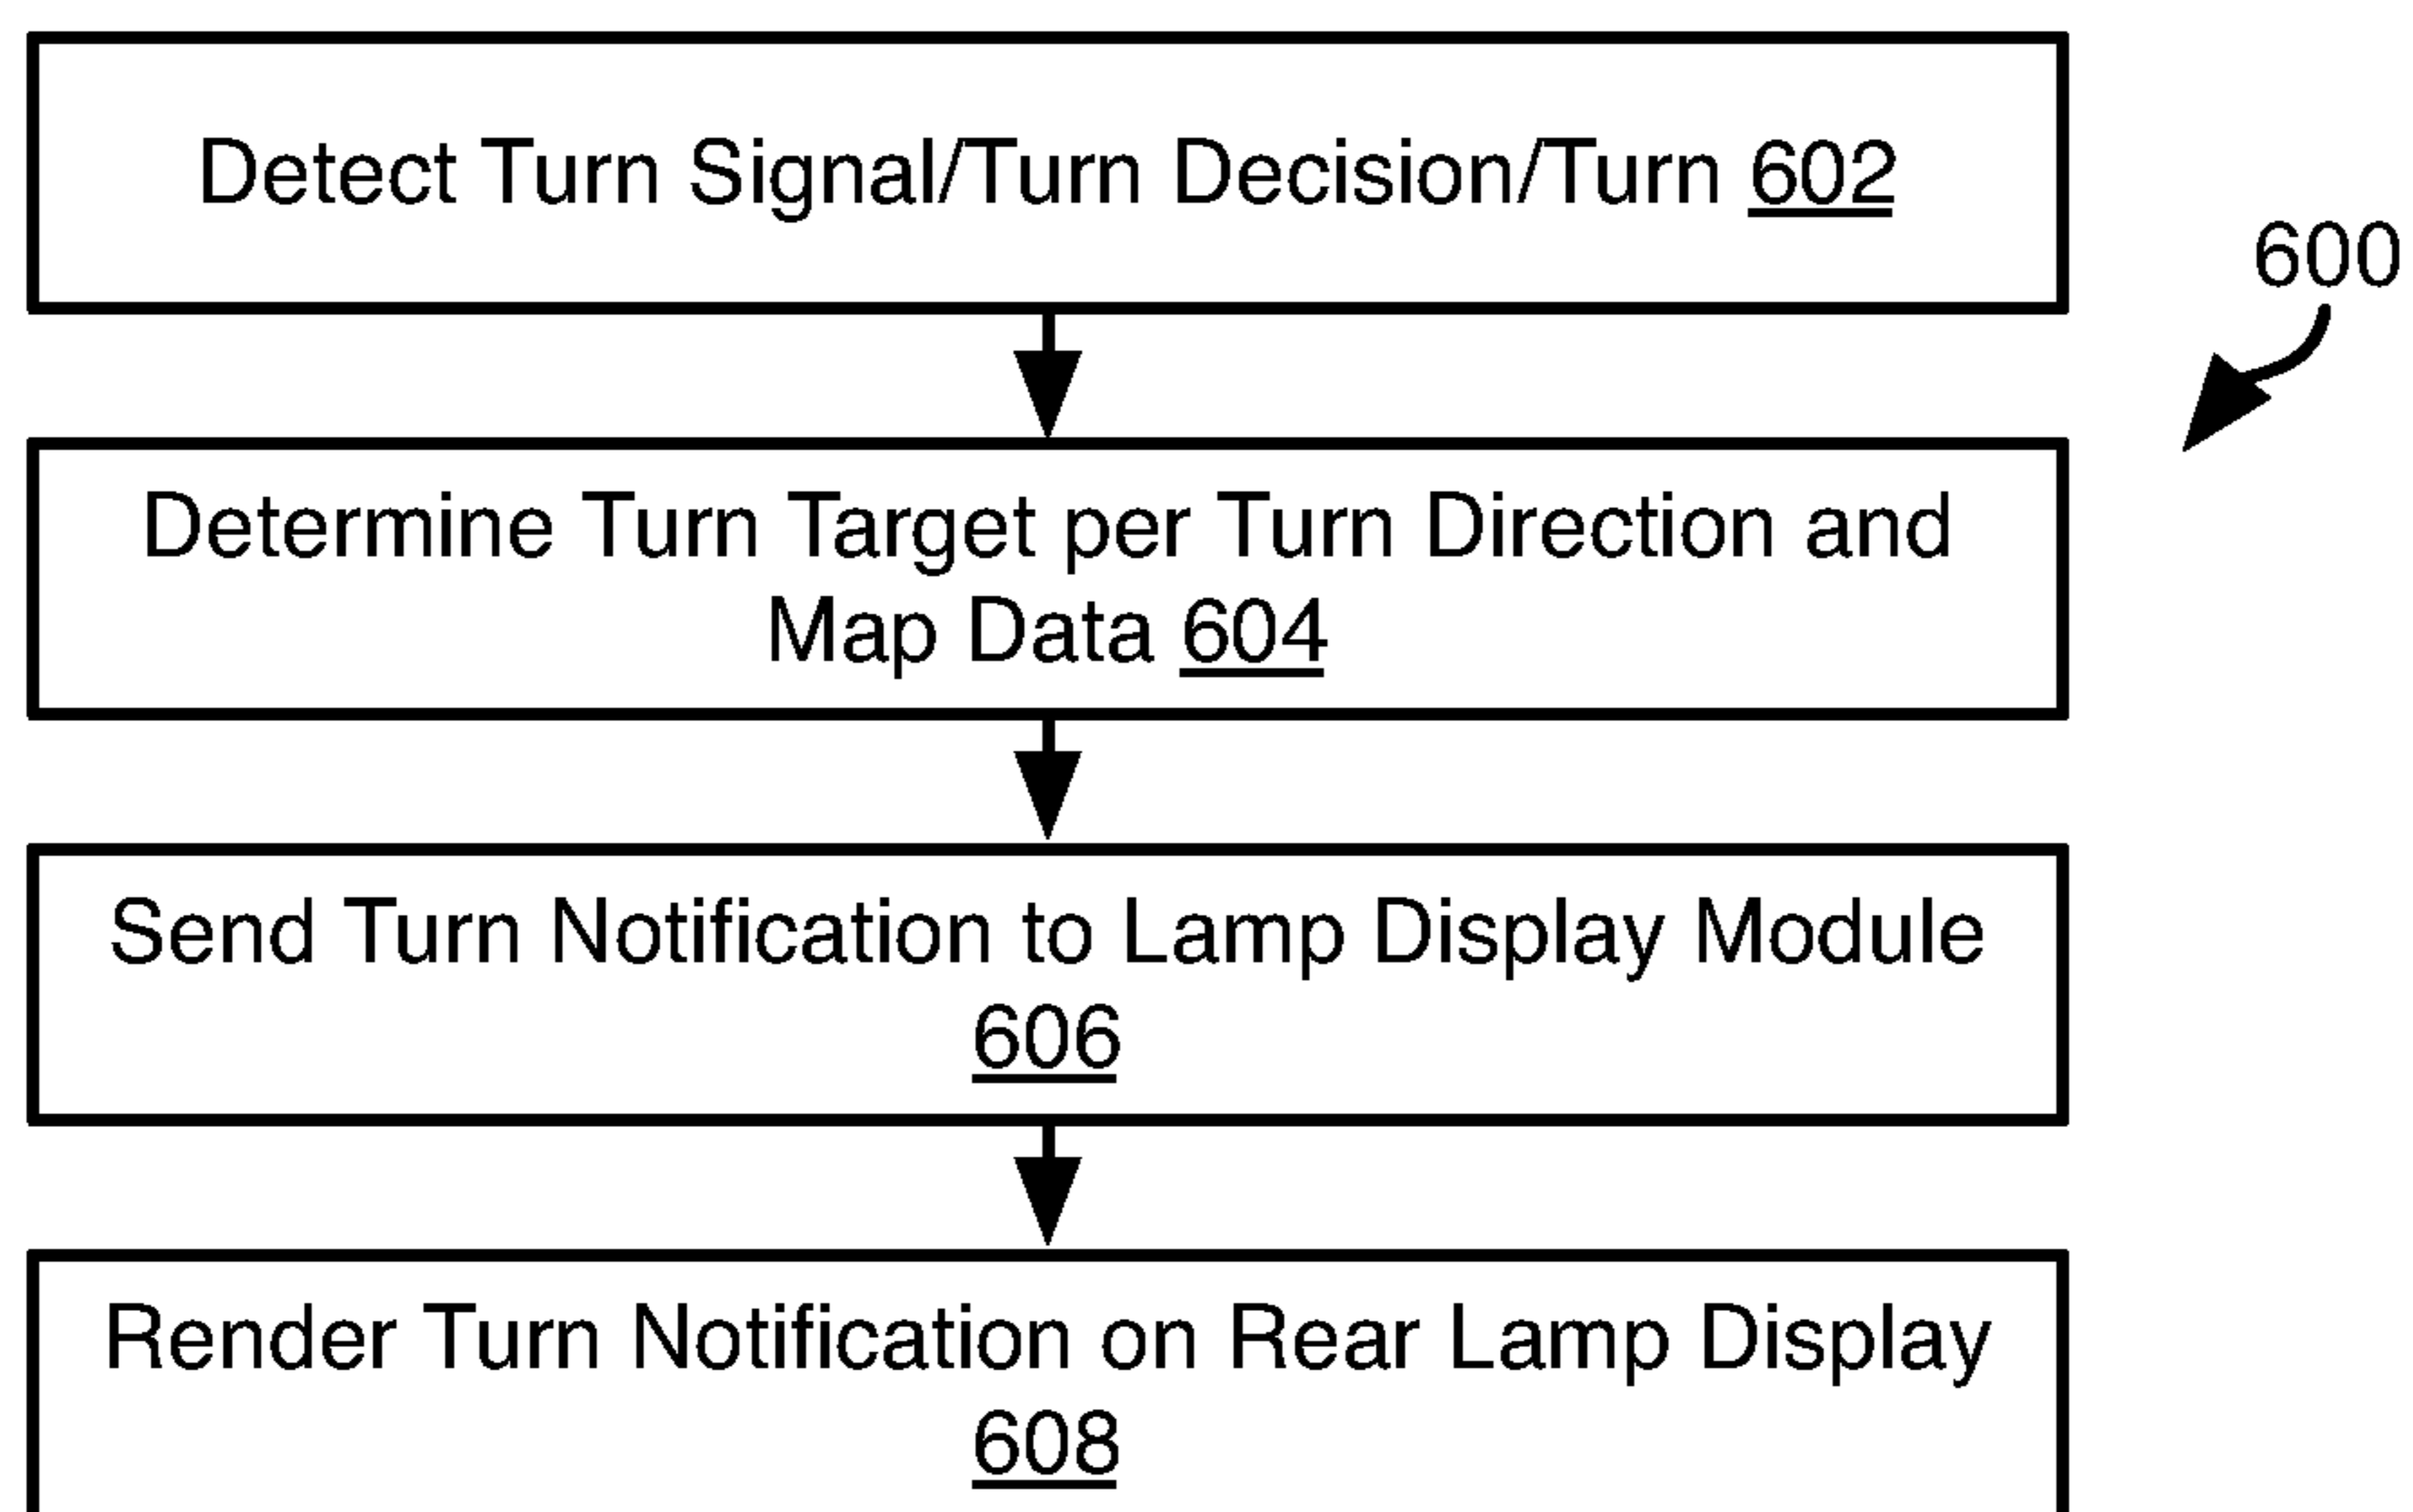 Detect Turn Signal/Turn Decision/Turn 602
600
Determine Turn Target per Turn Direction and
Map Data 604
Send Turn Notification to Lamp Display Module
606
Render Turn Notification on Rear Lamp Display
608